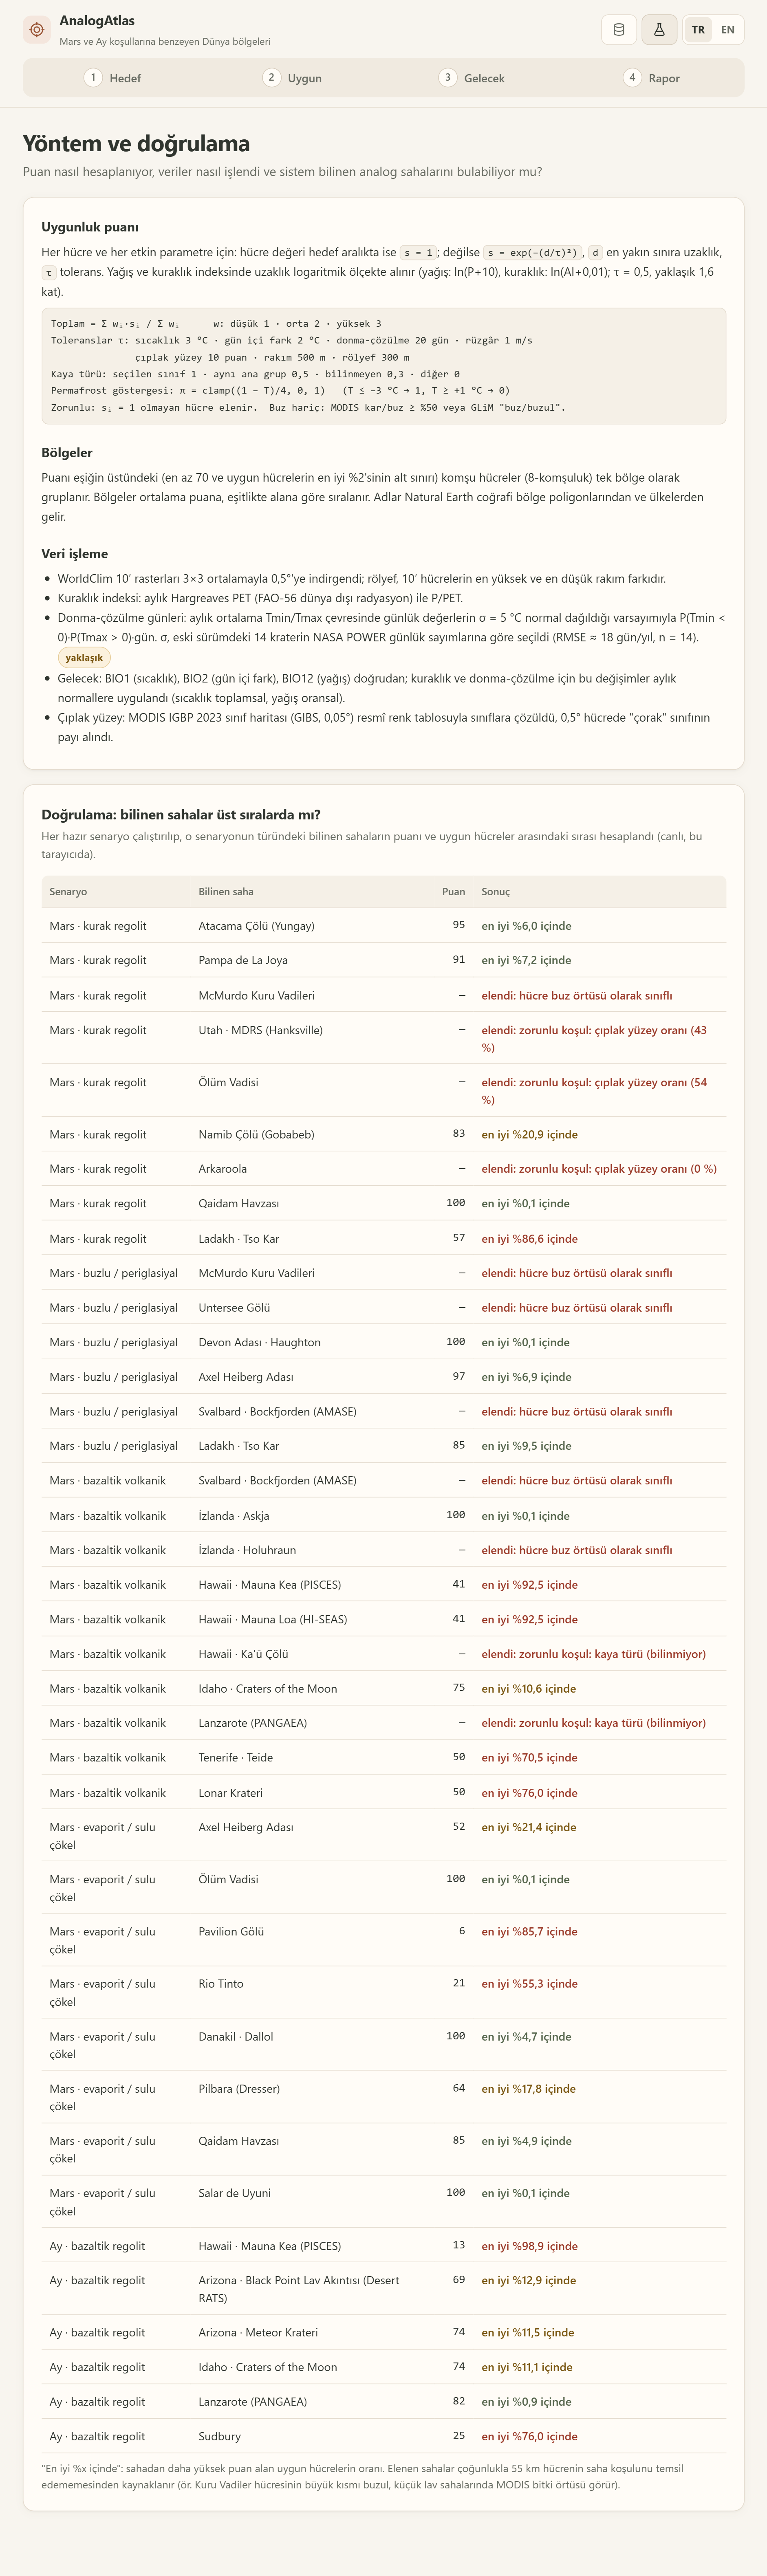 AnalogAtlas
Mars ve Ay koşullarına benzeyen Dünya bölgeleri
TR EN
1 Hedef 2 Uygun 3 Gelecek 4 Rapor
Yöntem ve doğrulama
Puan nasıl hesaplanıyor, veriler nasıl işlendi ve sistem bilinen analog sahalarını bulabiliyor mu?
Uygunluk puanı
Her hücre ve her etkin parametre için: hücre değeri hedef aralıkta ise s = 1; değilse s = exp(−(d/τ)²), d en yakın sınıra uzaklık,
τ tolerans. Yağış ve kuraklık indeksinde uzaklık logaritmik ölçekte alınır (yağış: ln(P+10), kuraklık: ln(AI+0,01); τ = 0,5, yaklaşık 1,6
kat).
Toplam = Σ wᵢ·sᵢ / Σ wᵢ w: düşük 1 · orta 2 · yüksek 3
Toleranslar τ: sıcaklık 3 °C · gün içi fark 2 °C · donma-çözülme 20 gün · rüzgâr 1 m/s
çıplak yüzey 10 puan · rakım 500 m · rölyef 300 m
Kaya türü: seçilen sınıf 1 · aynı ana grup 0,5 · bilinmeyen 0,3 · diğer 0
Permafrost göstergesi: π = clamp((1 − T)/4, 0, 1) (T ≤ −3 °C → 1, T ≥ +1 °C → 0)
Zorunlu: sᵢ = 1 olmayan hücre elenir. Buz hariç: MODIS kar/buz ≥ %50 veya GLiM "buz/buzul".
Bölgeler
Puanı eşiğin üstündeki (en az 70 ve uygun hücrelerin en iyi %2'sinin alt sınırı) komşu hücreler (8-komşuluk) tek bölge olarak
gruplanır. Bölgeler ortalama puana, eşitlikte alana göre sıralanır. Adlar Natural Earth coğrafi bölge poligonlarından ve ülkelerden
gelir.
Veri işleme
• WorldClim 10′ rasterları 3×3 ortalamayla 0,5°'ye indirgendi; rölyef, 10′ hücrelerin en yüksek ve en düşük rakım farkıdır.
• Kuraklık indeksi: aylık Hargreaves PET (FAO-56 dünya dışı radyasyon) ile P/PET.
• Donma-çözülme günleri: aylık ortalama Tmin/Tmax çevresinde günlük değerlerin σ = 5 °C normal dağıldığı varsayımıyla P(Tmin <
0)·P(Tmax > 0)·gün. σ, eski sürümdeki 14 kraterin NASA POWER günlük sayımlarına göre seçildi (RMSE ≈ 18 gün/yıl, n = 14).
yaklaşık
• Gelecek: BIO1 (sıcaklık), BIO2 (gün içi fark), BIO12 (yağış) doğrudan; kuraklık ve donma-çözülme için bu değişimler aylık
normallere uygulandı (sıcaklık toplamsal, yağış oransal).
• Çıplak yüzey: MODIS IGBP 2023 sınıf haritası (GIBS, 0,05°) resmî renk tablosuyla sınıflara çözüldü, 0,5° hücrede "çorak" sınıfının
payı alındı.
Doğrulama: bilinen sahalar üst sıralarda mı?
Her hazır senaryo çalıştırılıp, o senaryonun türündeki bilinen sahaların puanı ve uygun hücreler arasındaki sırası hesaplandı (canlı, bu
tarayıcıda).
Senaryo Bilinen saha Puan Sonuç
Mars · kurak regolit Atacama Çölü (Yungay) 95 en iyi %6,0 içinde
Mars · kurak regolit Pampa de La Joya 91 en iyi %7,2 içinde
Mars · kurak regolit McMurdo Kuru Vadileri – elendi: hücre buz örtüsü olarak sınıflı
Mars · kurak regolit Utah · MDRS (Hanksville) – elendi: zorunlu koşul: çıplak yüzey oranı (43
%)
Mars · kurak regolit Ölüm Vadisi – elendi: zorunlu koşul: çıplak yüzey oranı (54
%)
Mars · kurak regolit Namib Çölü (Gobabeb) 83 en iyi %20,9 içinde
Mars · kurak regolit Arkaroola – elendi: zorunlu koşul: çıplak yüzey oranı (0 %)
Mars · kurak regolit Qaidam Havzası 100 en iyi %0,1 içinde
Mars · kurak regolit Ladakh · Tso Kar 57 en iyi %86,6 içinde
Mars · buzlu / periglasiyal McMurdo Kuru Vadileri – elendi: hücre buz örtüsü olarak sınıflı
Mars · buzlu / periglasiyal Untersee Gölü – elendi: hücre buz örtüsü olarak sınıflı
Mars · buzlu / periglasiyal Devon Adası · Haughton 100 en iyi %0,1 içinde
Mars · buzlu / periglasiyal Axel Heiberg Adası 97 en iyi %6,9 içinde
Mars · buzlu / periglasiyal Svalbard · Bockfjorden (AMASE) – elendi: hücre buz örtüsü olarak sınıflı
Mars · buzlu / periglasiyal Ladakh · Tso Kar 85 en iyi %9,5 içinde
Mars · bazaltik volkanik Svalbard · Bockfjorden (AMASE) – elendi: hücre buz örtüsü olarak sınıflı
Mars · bazaltik volkanik İzlanda · Askja 100 en iyi %0,1 içinde
Mars · bazaltik volkanik İzlanda · Holuhraun – elendi: hücre buz örtüsü olarak sınıflı
Mars · bazaltik volkanik Hawaii · Mauna Kea (PISCES) 41 en iyi %92,5 içinde
Mars · bazaltik volkanik Hawaii · Mauna Loa (HI-SEAS) 41 en iyi %92,5 içinde
Mars · bazaltik volkanik Hawaii · Ka'ū Çölü – elendi: zorunlu koşul: kaya türü (bilinmiyor)
Mars · bazaltik volkanik Idaho · Craters of the Moon 75 en iyi %10,6 içinde
Mars · bazaltik volkanik Lanzarote (PANGAEA) – elendi: zorunlu koşul: kaya türü (bilinmiyor)
Mars · bazaltik volkanik Tenerife · Teide 50 en iyi %70,5 içinde
Mars · bazaltik volkanik Lonar Krateri 50 en iyi %76,0 içinde
Mars · evaporit / sulu
çökel Axel Heiberg Adası 52 en iyi %21,4 içinde
Mars · evaporit / sulu
çökel Ölüm Vadisi 100 en iyi %0,1 içinde
Mars · evaporit / sulu
çökel Pavilion Gölü 6 en iyi %85,7 içinde
Mars · evaporit / sulu
çökel Rio Tinto 21 en iyi %55,3 içinde
Mars · evaporit / sulu
çökel Danakil · Dallol 100 en iyi %4,7 içinde
Mars · evaporit / sulu
çökel Pilbara (Dresser) 64 en iyi %17,8 içinde
Mars · evaporit / sulu
çökel Qaidam Havzası 85 en iyi %4,9 içinde
Mars · evaporit / sulu
çökel Salar de Uyuni 100 en iyi %0,1 içinde
Ay · bazaltik regolit Hawaii · Mauna Kea (PISCES) 13 en iyi %98,9 içinde
Ay · bazaltik regolit Arizona · Black Point Lav Akıntısı (Desert
RATS) 69 en iyi %12,9 içinde
Ay · bazaltik regolit Arizona · Meteor Krateri 74 en iyi %11,5 içinde
Ay · bazaltik regolit Idaho · Craters of the Moon 74 en iyi %11,1 içinde
Ay · bazaltik regolit Lanzarote (PANGAEA) 82 en iyi %0,9 içinde
Ay · bazaltik regolit Sudbury 25 en iyi %76,0 içinde
"En iyi %x içinde": sahadan daha yüksek puan alan uygun hücrelerin oranı. Elenen sahalar çoğunlukla 55 km hücrenin saha koşulunu temsil
edememesinden kaynaklanır (ör. Kuru Vadiler hücresinin büyük kısmı buzul, küçük lav sahalarında MODIS bitki örtüsü görür).